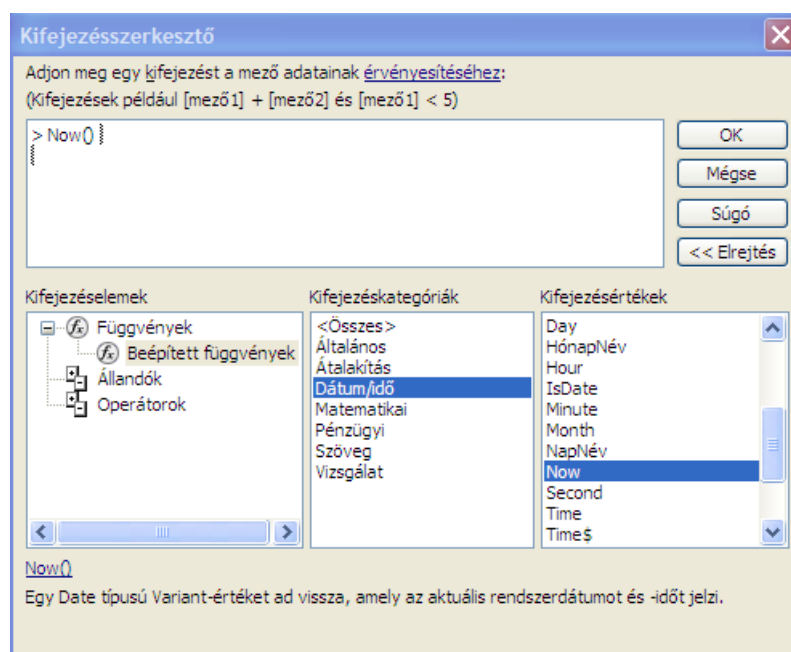 Kifejezésszerkesztő
Adjon meg egy kifejezést a mező adatainak érvényesítéséhez:
(Kifejezések például [mező1] + [mező2] és [mező1] < 5)
> Now()
OK
Mégse
Súgó
<< Elrejtés
Kifejezéselemek
Függvények
Beépített függvények
Állandók
Operátorok
Kifejezéskategóriák
<Összes>
Általános
Átalakítás
Dátum/idő
Matematikai
Pénzügyi
Szöveg
Vizsgálat
Kifejezésértékek
Day
HónapNév
Hour
IsDate
Minute
Month
NapNév
Now
Second
Time
Time$
Now()
Egy Date típusú Variant-értéket ad vissza, amely az aktuális rendszerdátumot és -időt jelzi.